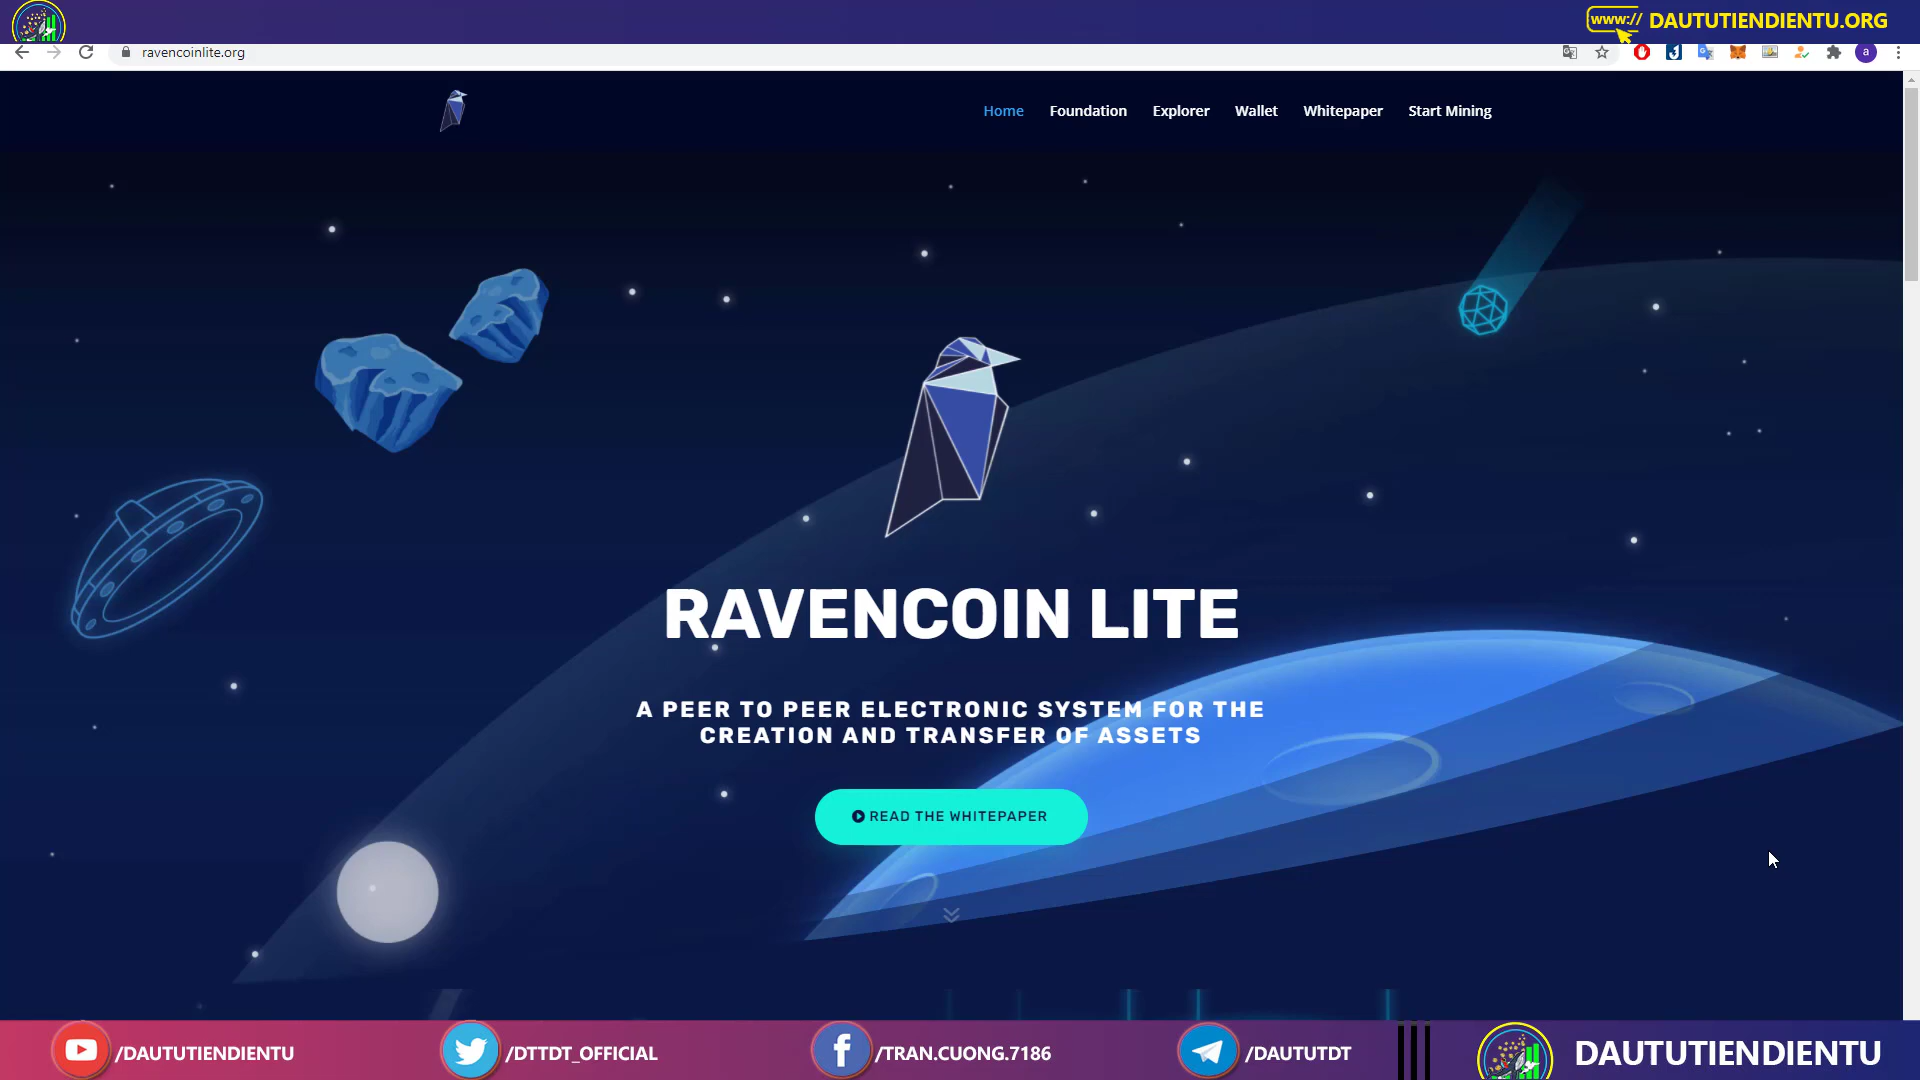 www:// DAUTUTIENDIENTU.ORG
ravencoinlite.org
a
Home Foundation Explorer Wallet Whitepaper Start Mining
RAVENCOIN LITE
A PEER TO PEER ELECTRONIC SYSTEM FOR THE
CREATION AND TRANSFER OF ASSETS
READ THE WHITEPAPER
/DAUTUTIENDIENTU /DTTDT_OFFICIAL /TRAN.CUONG.7186 /DAUTUTDT DAUTUTIENDIENTU